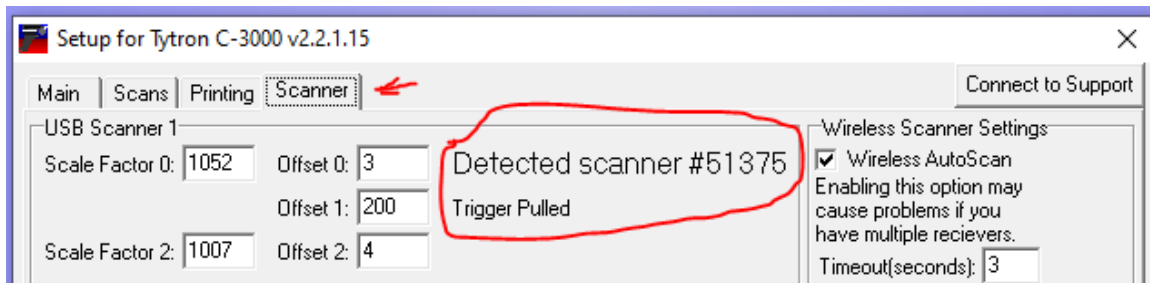 Setup for Tytron C-3000 v2.2.1.15
Main Scans Printing Scanner
Connect to Support
USB Scanner 1
Scale Factor 0: 1052 Offset 0: 3
Detected scanner #51375
Offset 1: 200
Trigger Pulled
Scale Factor 2: 1007 Offset 2: 4
Wireless Scanner Settings
Wireless AutoScan
Enabling this option may
cause problems if you
have multiple recievers.
Timeout(seconds): 3